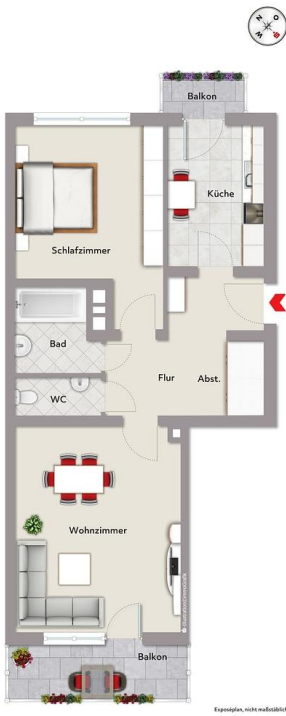 N
O
S
W
Balkon
Küche
Schlafzimmer
Bad
Flur
Abst.
WC
Wohnzimmer
Balkon
Exposéplan, nicht maßstäblich